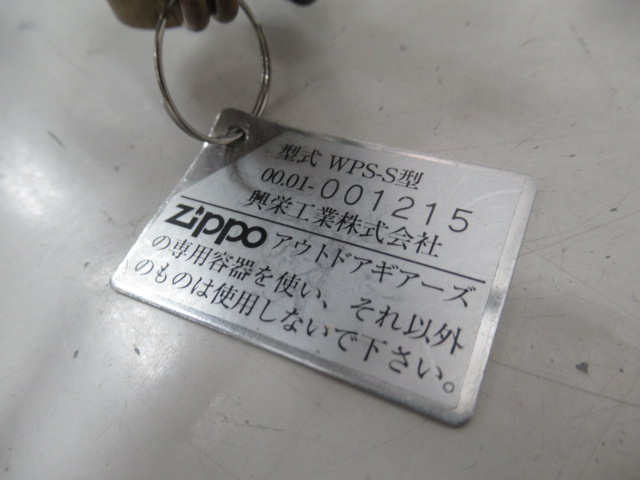 型式 WPS-S型
00.01-001215
興栄工業株式会社
Zippo アウトドアギアーズ
の専用容器を使い、それ以外
のものは使用しないで下さい。